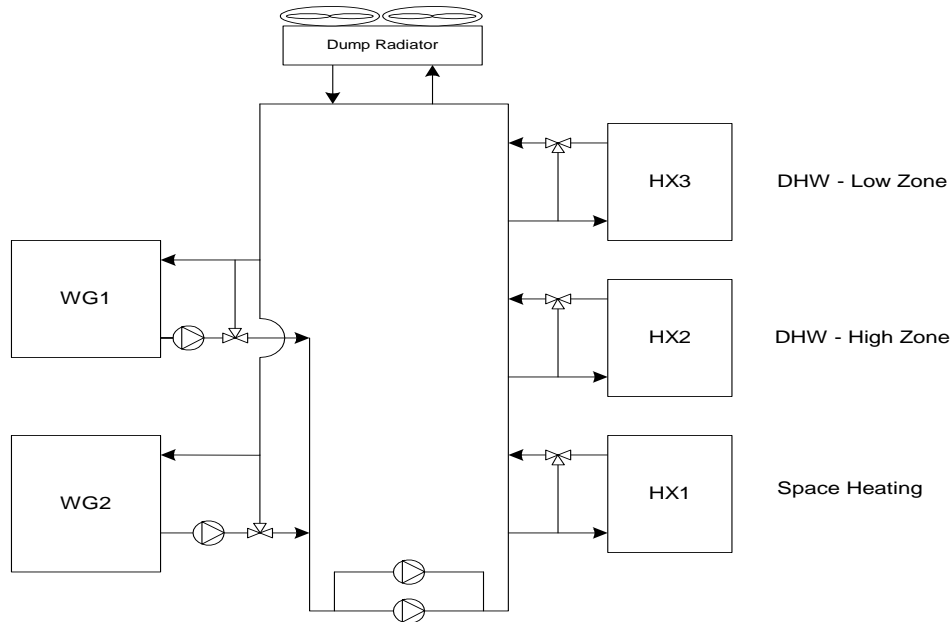 Dump Radiator
HX3
DHW - Low Zone
WG1
HX2
DHW - High Zone
WG2
HX1
Space Heating